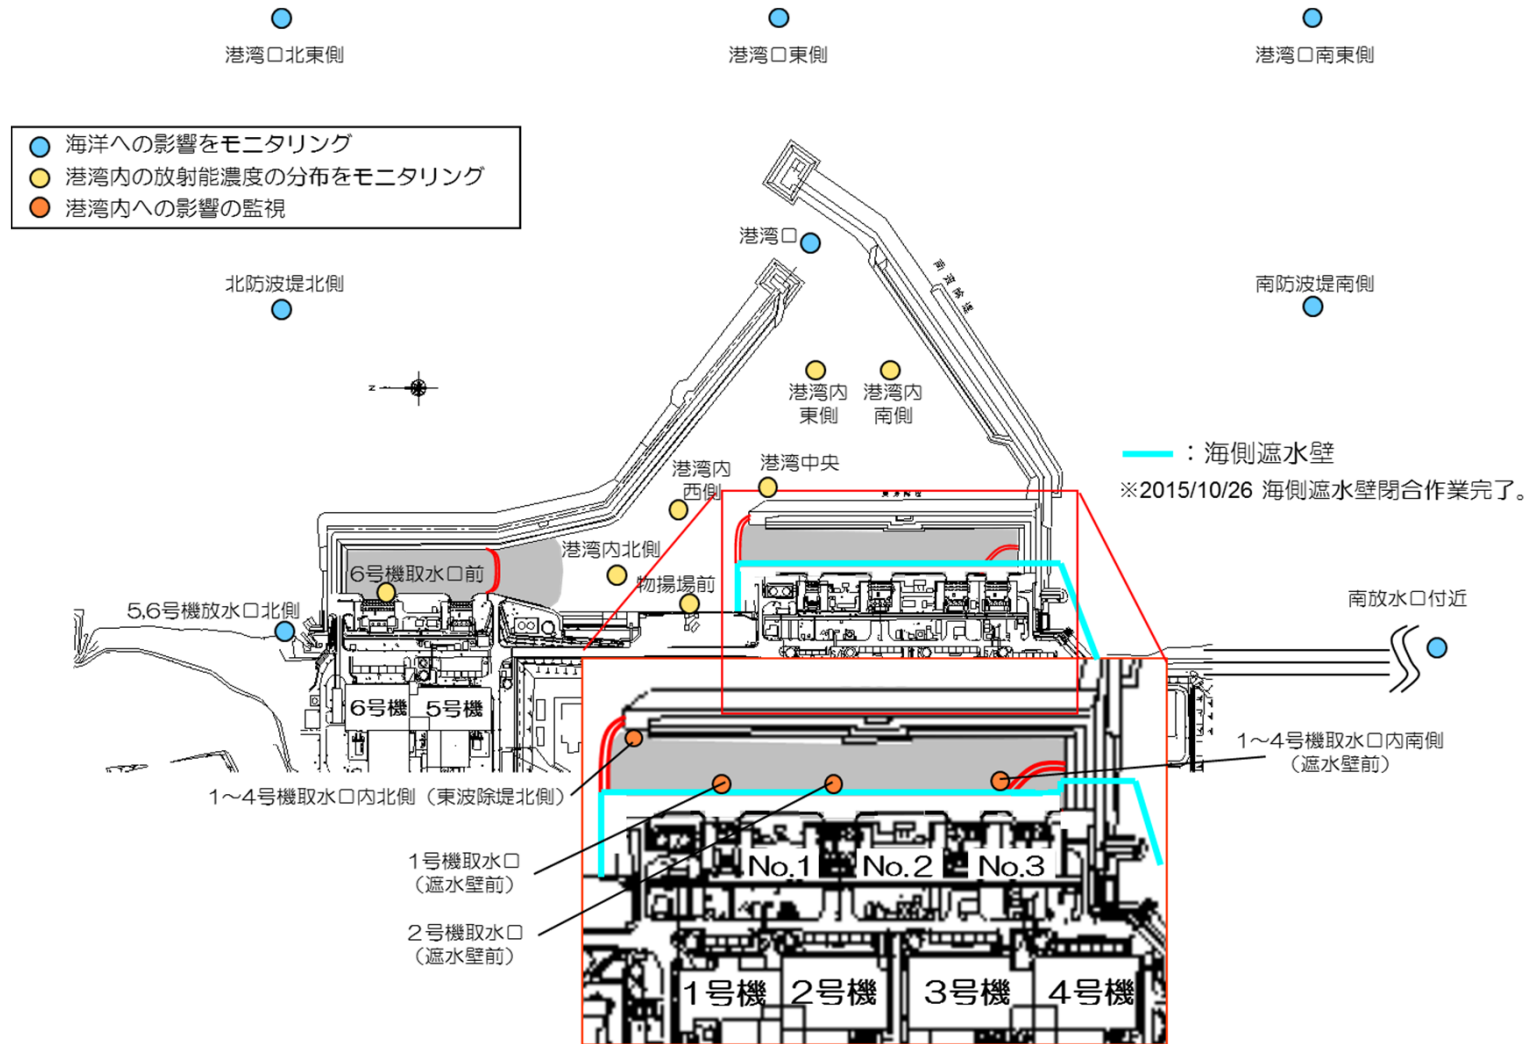 港湾口北東側
港湾口東側
港湾口南東側
海洋への影響をモニタリング
港湾内の放射能濃度の分布をモニタリング
港湾内への影響の監視
港湾口
北防波堤北側
南防波堤南側
南防波堤
N
港湾内
東側
港湾内
南側
港湾内
西側
港湾中央
：海側遮水壁
※2015/10/26 海側遮水壁閉合作業完了。
港湾内北側
6号機取水口前
物揚場前
5,6号機放水口北側
南放水口付近
6号機
5号機
1～4号機取水口内南側
（遮水壁前）
1～4号機取水口内北側（東波除堤北側）
1号機取水口
（遮水壁前）
2号機取水口
（遮水壁前）
No.1
No.2
No.3
1号機
2号機
3号機
4号機